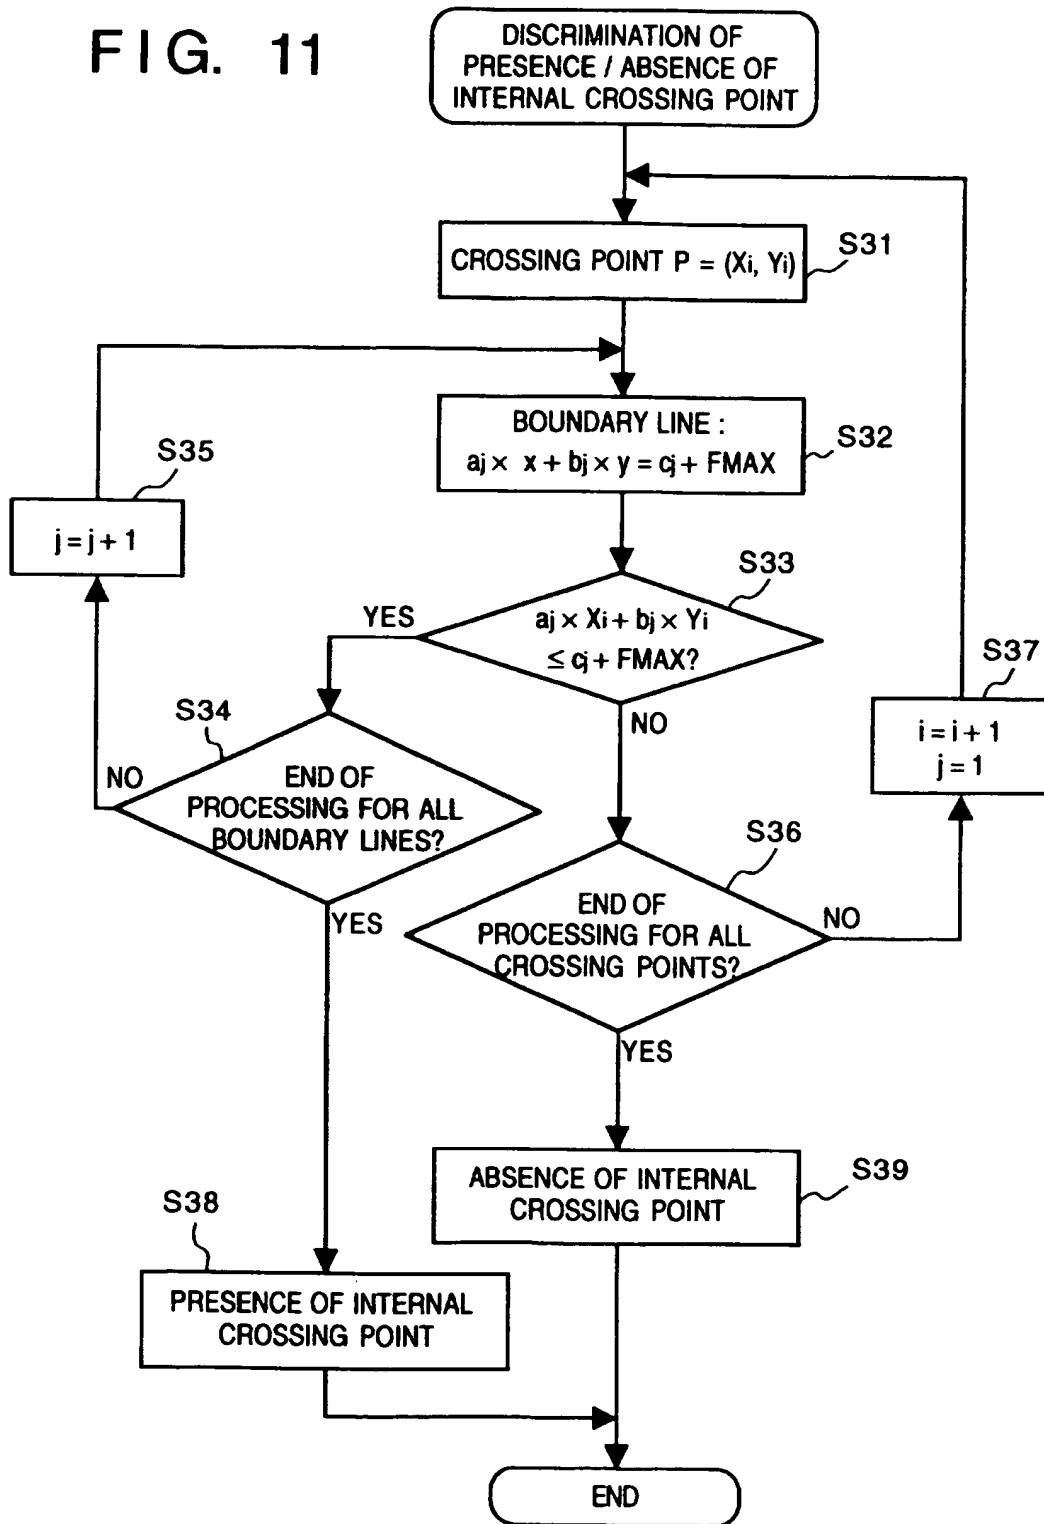 FIG. 11
DISCRIMINATION OF
PRESENCE / ABSENCE OF
INTERNAL CROSSING POINT
S31
CROSSING POINT P = (Xi, Yi)
S32
BOUNDARY LINE :
aj × x + bj × y = cj + FMAX
S35
j = j + 1
S33
aj × Xi + bj × Yi
≤ cj + FMAX?
YES
NO
S37
i = i + 1
j = 1
S34
END OF
PROCESSING FOR ALL
BOUNDARY LINES?
NO
YES
S36
END OF
PROCESSING FOR ALL
CROSSING POINTS?
NO
YES
S39
ABSENCE OF INTERNAL
CROSSING POINT
S38
PRESENCE OF INTERNAL
CROSSING POINT
END